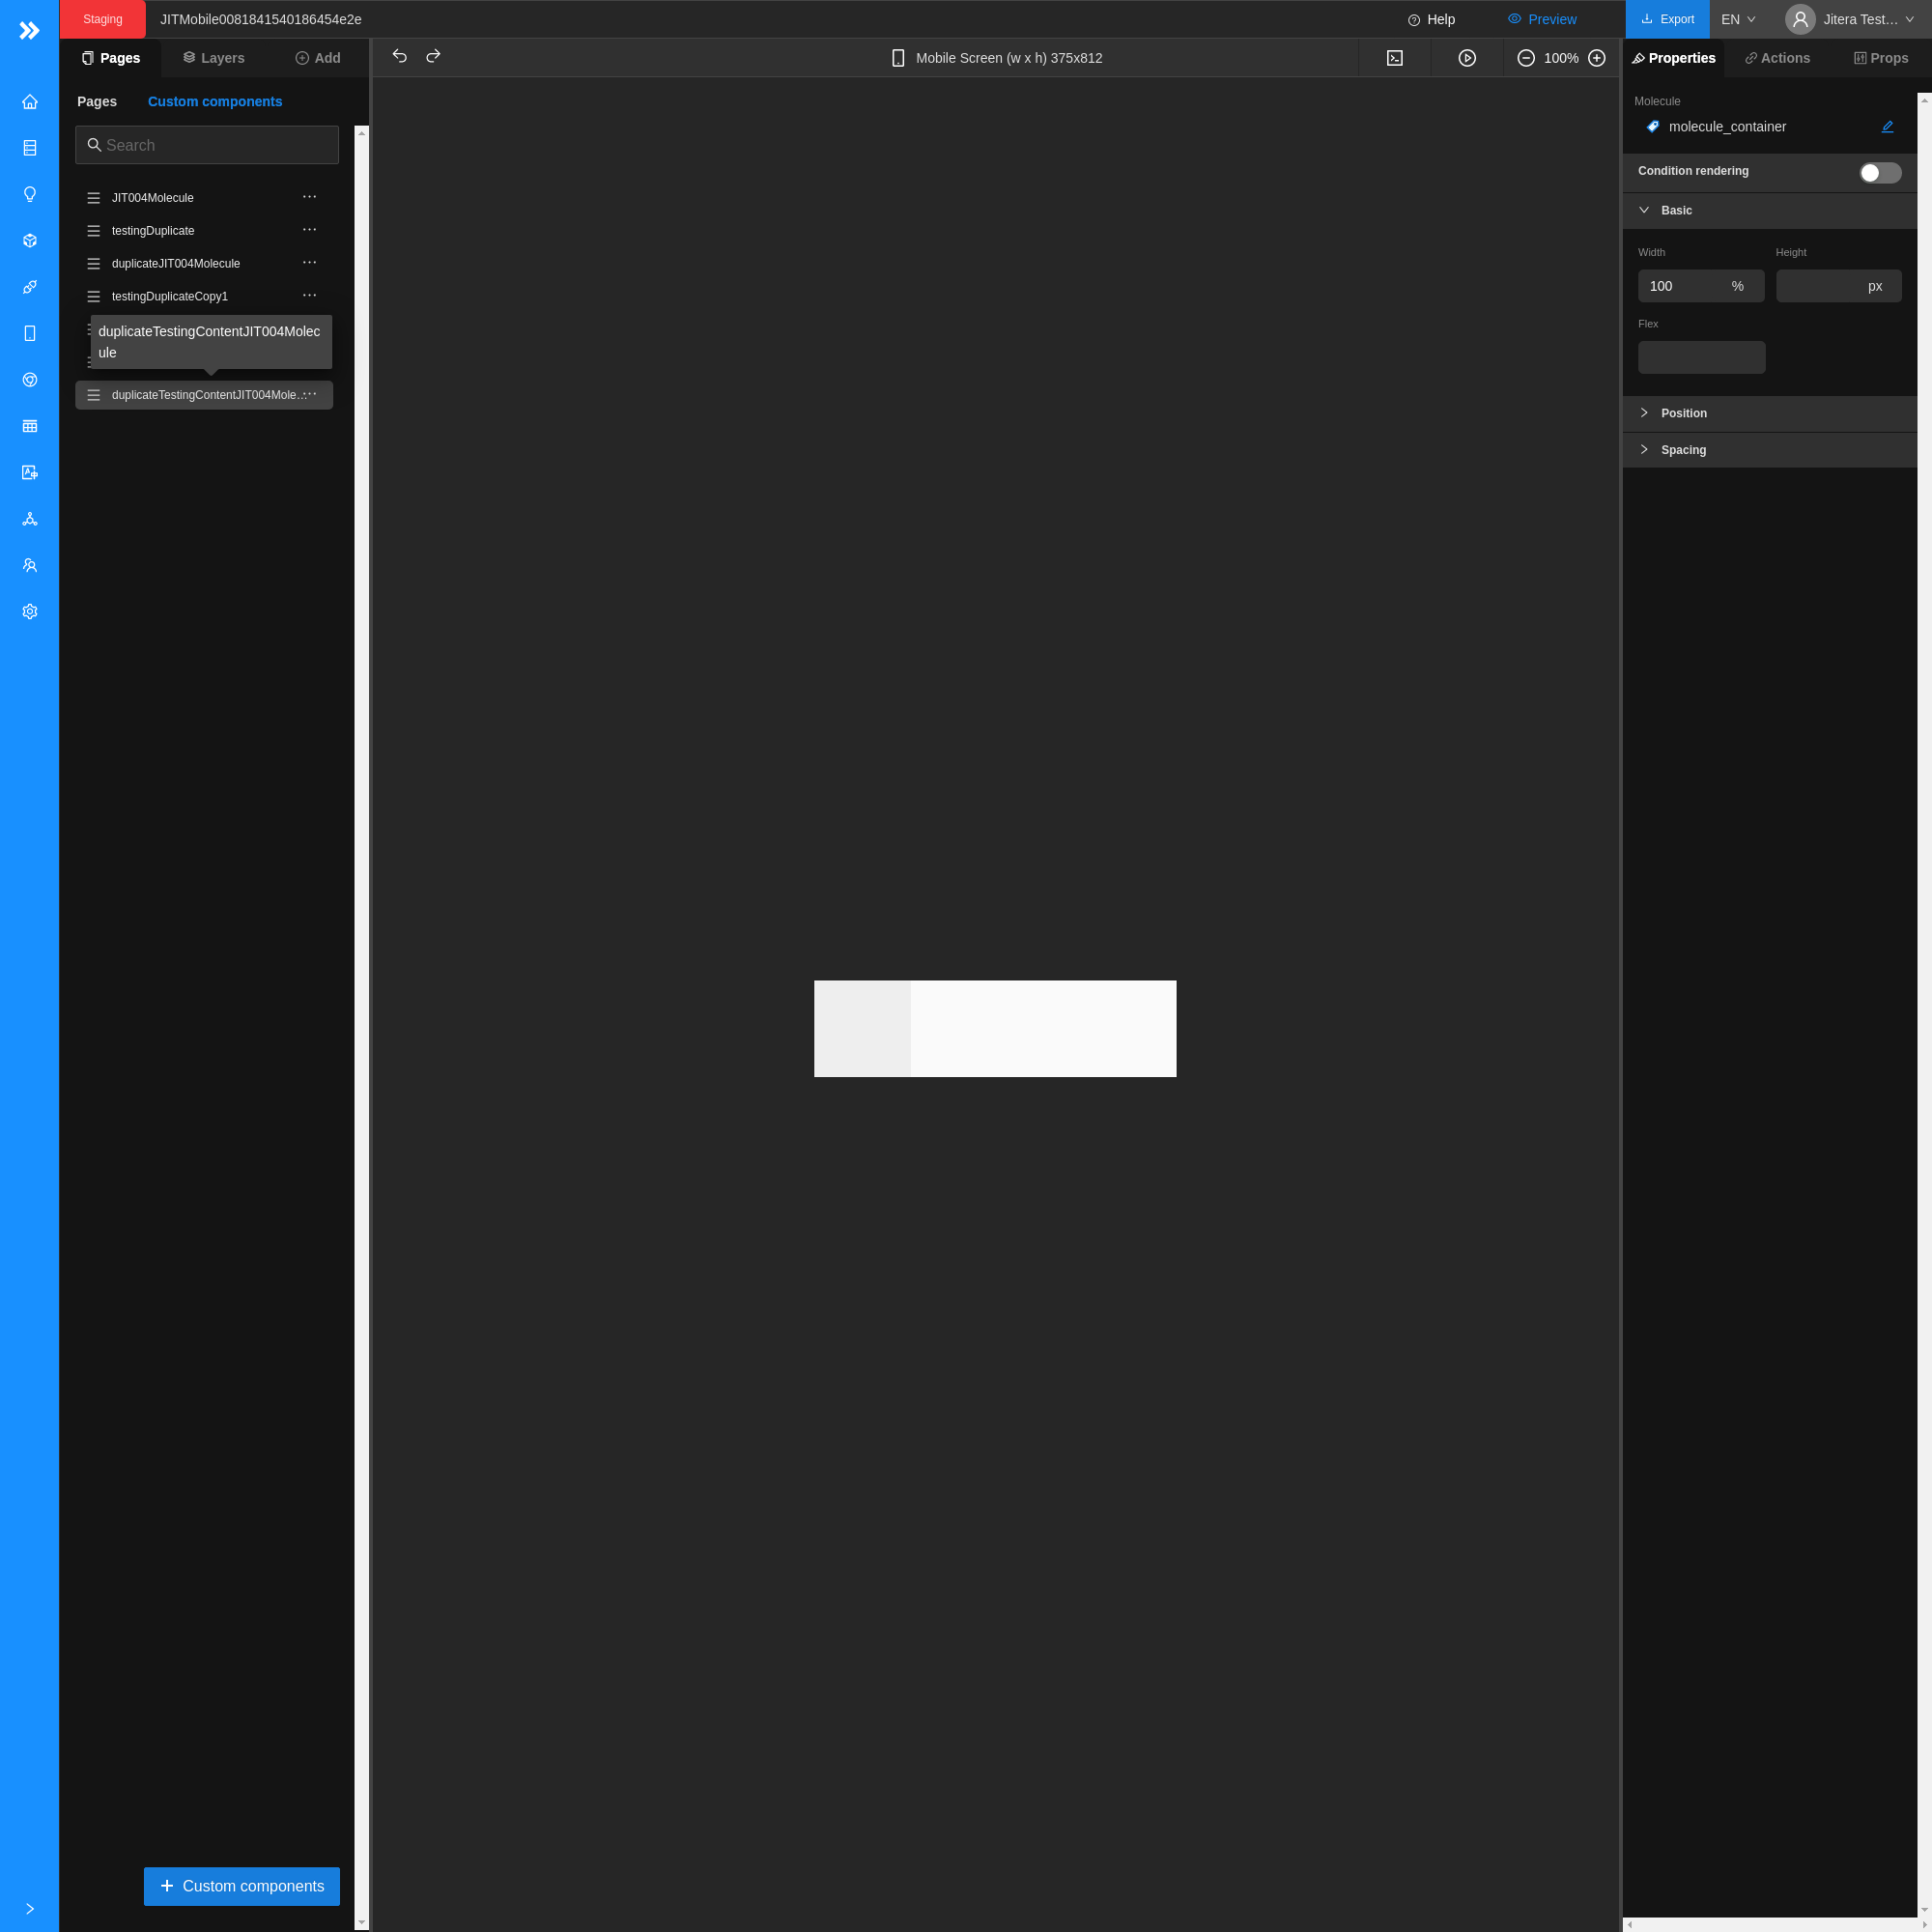 Staging
JITMobile0081841540186454e2e
Help
Preview
Export
EN
Jitera Test…
Pages
Layers
Add
Mobile Screen (w x h) 375x812
100%
Properties
Actions
Props
Pages
Custom components
Search
JIT004Molecule
testingDuplicate
duplicateJIT004Molecule
testingDuplicateCopy1
duplicateTestingContentJIT004Molec
ule
duplicateTestingContentJIT004Mole…
Custom components
Molecule
molecule_container
Condition rendering
Basic
Width
Height
100
%
px
Flex
Position
Spacing